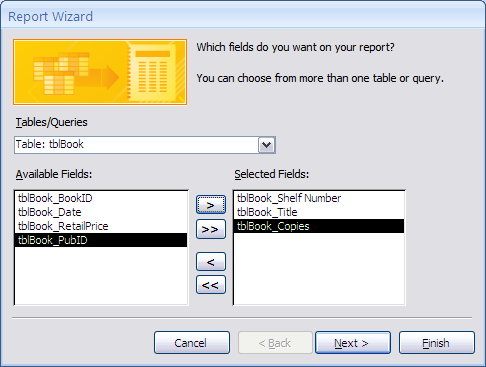 Report Wizard
Which fields do you want on your report?
You can choose from more than one table or query.
Tables/Queries
Table: tblBook
Available Fields:
tblBook_BookID
tblBook_Date
tblBook_RetailPrice
tblBook_PubID
>
>>
<
<<
Selected Fields:
tblBook_Shelf Number
tblBook_Title
tblBook_Copies
Cancel
< Back
Next >
Finish